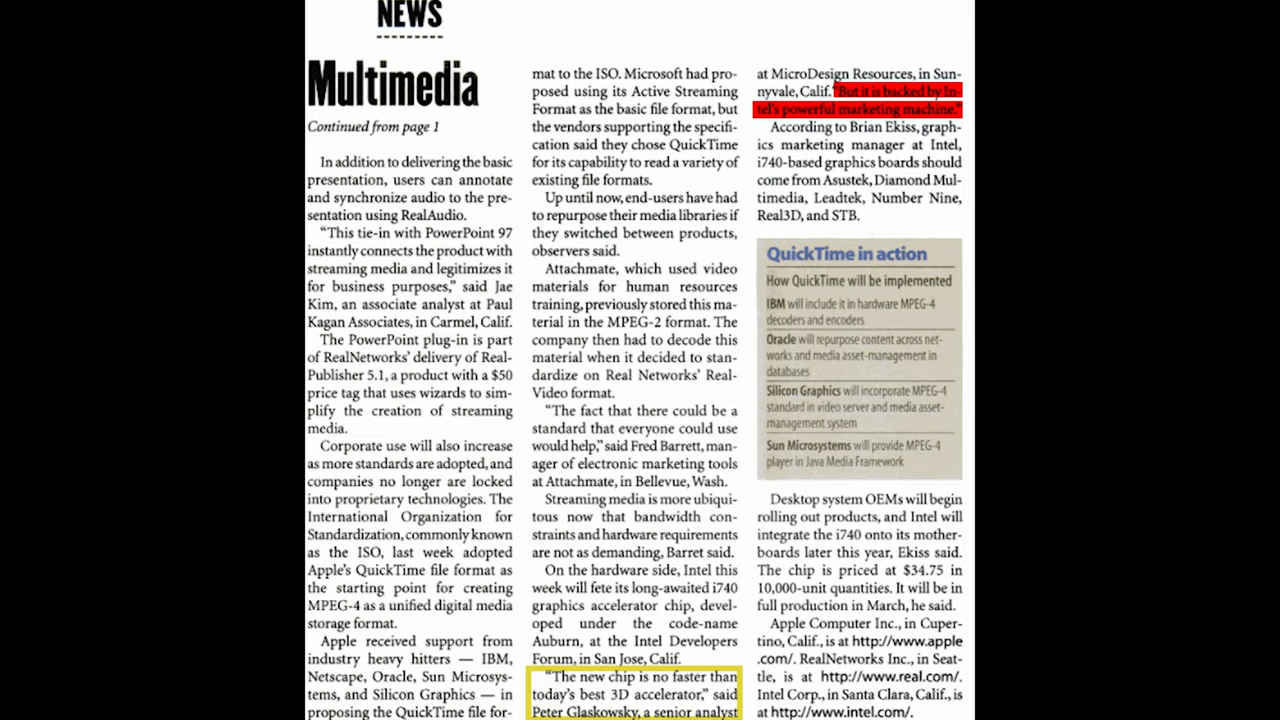 NEWS
Multimedia
Continued from page 1
In addition to delivering the basic
presentation, users can annotate
and synchronize audio to the pre-
sentation using RealAudio.
“This tie-in with PowerPoint 97
instantly connects the product with
streaming media and legitimizes it
for business purposes,” said Jae
Kim, an associate analyst at Paul
Kagan Associates, in Carmel, Calif.
The PowerPoint plug-in is part
of RealNetworks’ delivery of Real-
Publisher 5.1, a product with a $50
price tag that uses wizards to sim-
plify the creation of streaming
media.
Corporate use will also increase
as more standards are adopted, and
companies no longer are locked
into proprietary technologies. The
International Organization for
Standardization, commonly known
as the ISO, last week adopted
Apple’s QuickTime file format as
the starting point for creating
MPEG-4 as a unified digital media
storage format.
Apple received support from
industry heavy hitters — IBM,
Netscape, Oracle, Sun Microsys-
tems, and Silicon Graphics — in
proposing the QuickTime file for-
mat to the ISO. Microsoft had pro-
posed using its Active Streaming
Format as the basic file format, but
the vendors supporting the specifi-
cation said they chose QuickTime
for its capability to read a variety of
existing file formats.
Up until now, end-users have had
to repurpose their media libraries if
they switched between products,
observers said.
Attachmate, which used video
materials for human resources
training, previously stored this ma-
terial in the MPEG-2 format. The
company then had to decode this
material when it decided to stan-
dardize on Real Networks’ Real-
Video format.
“The fact that there could be a
standard that everyone could use
would help,” said Fred Barrett, man-
ager of electronic marketing tools
at Attachmate, in Bellevue, Wash.
Streaming media is more ubiqui-
tous now that bandwidth con-
straints and hardware requirements
are not as demanding, Barret said.
On the hardware side, Intel this
week will fete its long-awaited i740
graphics accelerator chip, devel-
oped under the code-name
Auburn, at the Intel Developers
Forum, in San Jose, Calif.
“The new chip is no faster than
today’s best 3D accelerator,” said
Peter Glaskowsky, a senior analyst
at MicroDesign Resources, in Sun-
nyvale, Calif. “But it is backed by In-
tel’s powerful marketing machine.”
According to Brian Ekiss, graph-
ics marketing manager at Intel,
i740-based graphics boards should
come from Asustek, Diamond Mul-
timedia, Leadtek, Number Nine,
Real3D, and STB.
QuickTime in action
How QuickTime will be implemented
IBM will include it in hardware MPEG-4
decoders and encoders
Oracle will repurpose content across net-
works and media asset-management in
databases
Silicon Graphics will incorporate MPEG-4
standard in video server and media asset-
management system
Sun Microsystems will provide MPEG-4
player in Java Media Framework
Desktop system OEMs will begin
rolling out products, and Intel will
integrate the i740 onto its mother-
boards later this year, Ekiss said.
The chip is priced at $34.75 in
10,000-unit quantities. It will be in
full production in March, he said.
Apple Computer Inc., in Cuper-
tino, Calif., is at http://www.apple
.com/. RealNetworks Inc., in Seat-
tle, is at http://www.real.com/.
Intel Corp., in Santa Clara, Calif., is
at http://www.intel.com/.